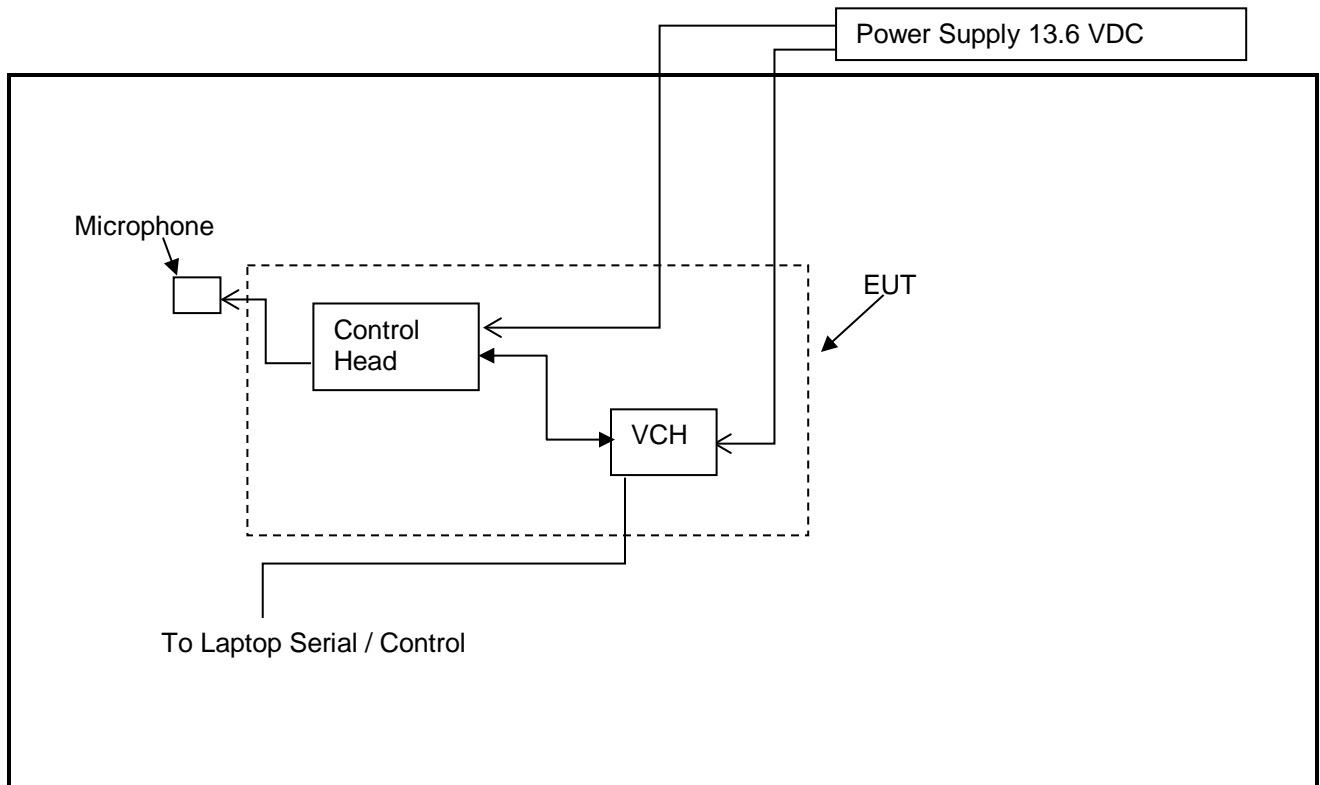 Power Supply 13.6 VDC
Microphone
EUT
Control
Head
VCH
To Laptop Serial / Control